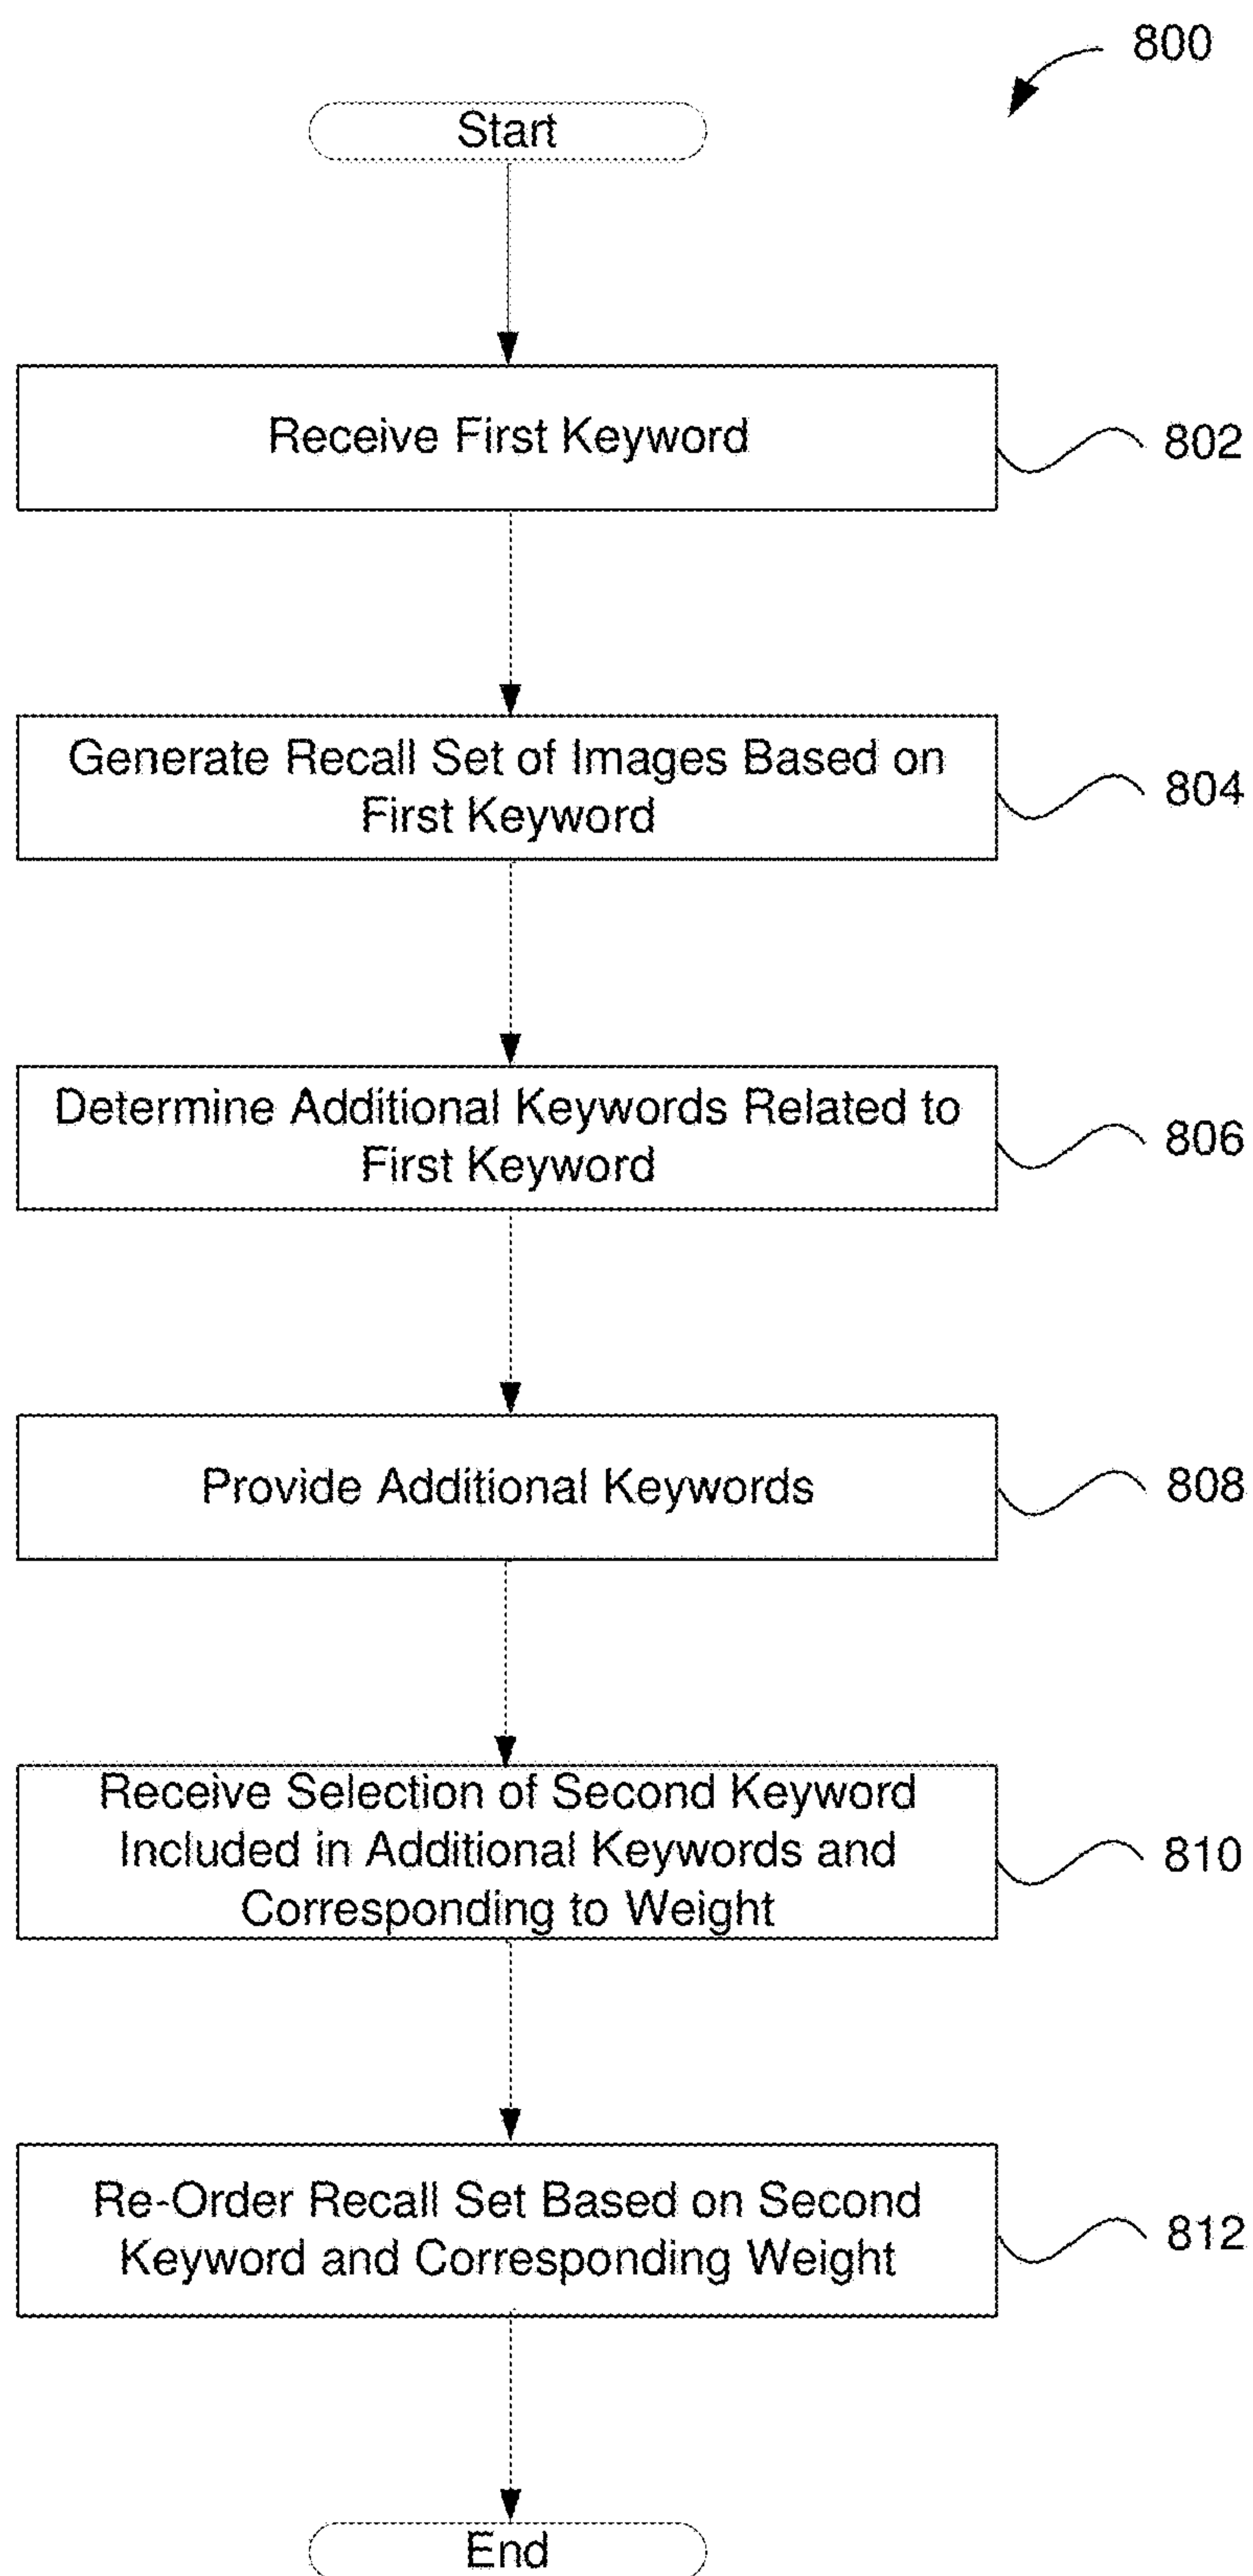 800
Start
Receive First Keyword
802
Generate Recall Set of Images Based on
First Keyword
804
Determine Additional Keywords Related to
First Keyword
806
Provide Additional Keywords
808
Receive Selection of Second Keyword
Included in Additional Keywords and
Corresponding to Weight
810
Re-Order Recall Set Based on Second
Keyword and Corresponding Weight
812
End